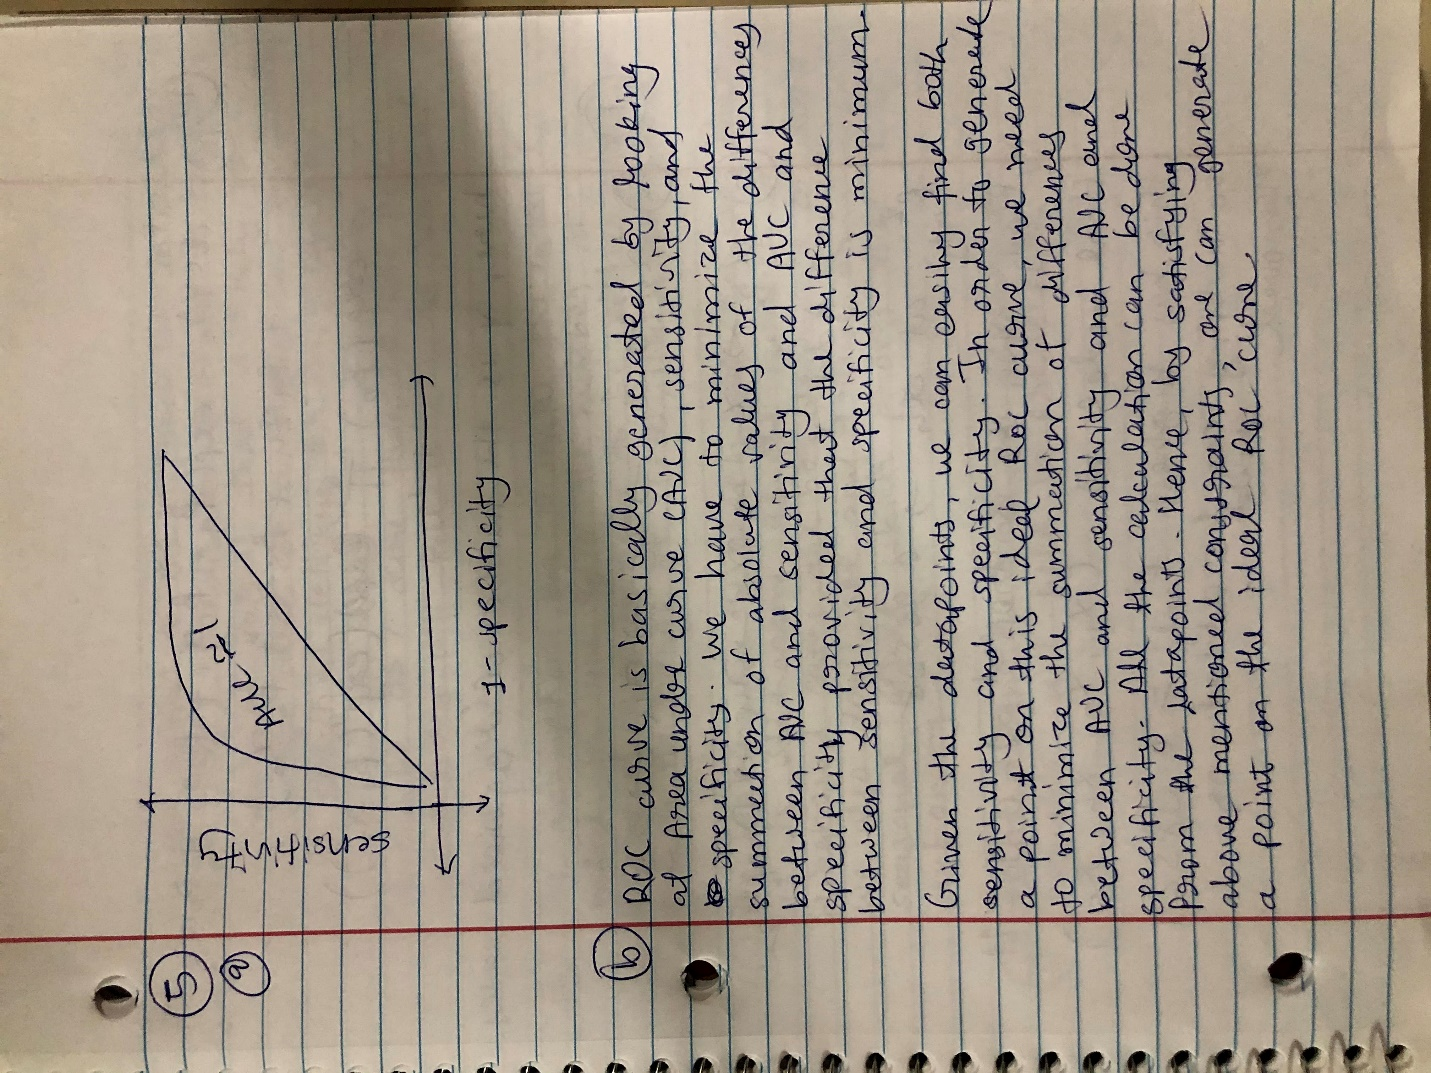 5
a
sensitivity
AUC ≈ 1
1 - specificity
b
ROC curve is basically generated by looking
at Area under curve (AUC), sensitivity, and
specificity. We have to minimize the
summation of absolute values of the differences
between AUC and sensitivity and AUC and
specificity provided that the difference
between sensitivity and specificity is minimum.
Given the datapoints, we can easily find both
sensitivity and specificity. In order to generate
a point on this ideal ROC curve, we need
to minimize the summation of differences
between AUC and sensitivity and AUC and
specificity. All the calculation can be done
from the datapoints. Hence, by satisfying
above mentioned constraints, one can generate
a point on the ideal ROC curve.